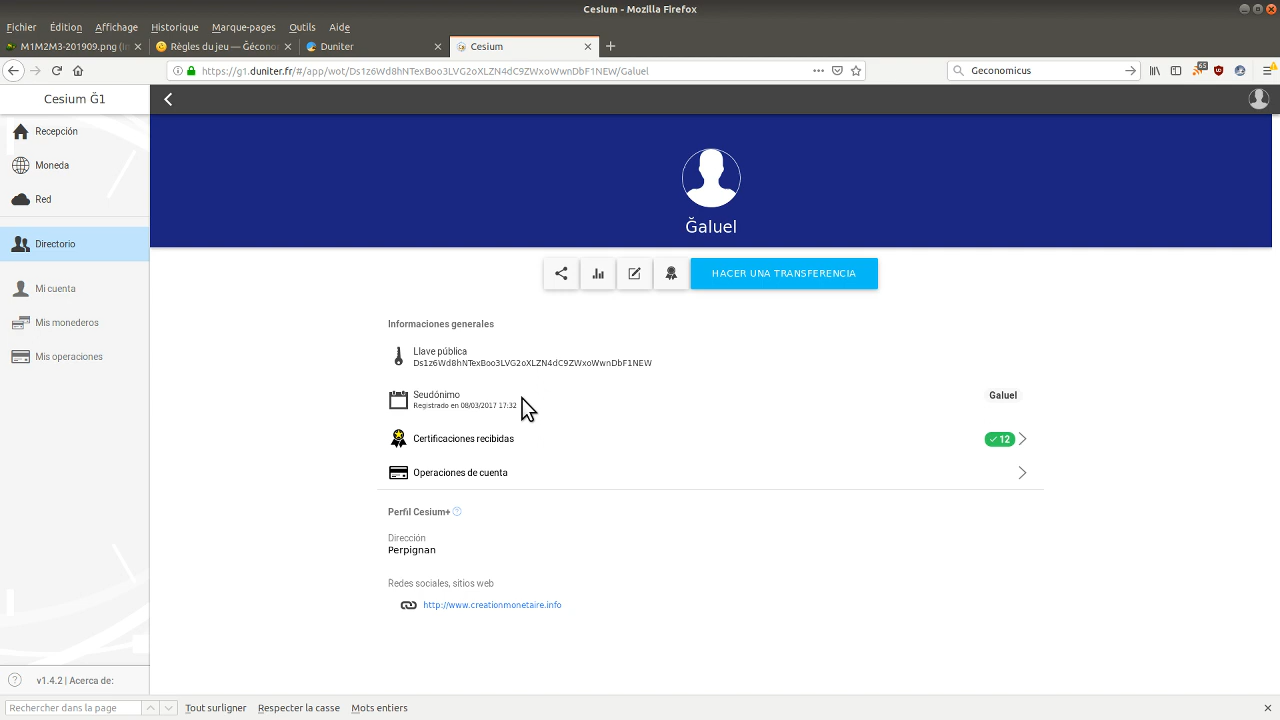 Cesium - Mozilla Firefox
Fichier Édition Affichage Historique Marque-pages Outils Aide
M1M2M3-201909.png (I
Règles du jeu — Ğécono
Duniter
Cesium
https://g1.duniter.fr/#/app/wot/Ds1z6Wd8hNTexBoo3LVG2oXLZN4dC9ZWxoWwnDbF1NEW/Galuel
Geconomicus
65
Cesium Ğ1
Recepción
Moneda
Red
Directorio
Mi cuenta
Mis monederos
Mis operaciones
v1.4.2 | Acerca de:
Ğaluel
HACER UNA TRANSFERENCIA
Informaciones generales
Llave pública
Ds1z6Wd8hNTexBoo3LVG2oXLZN4dC9ZWxoWwnDbF1NEW
Seudónimo
Registrado en 08/03/2017 17:32
Galuel
Certificaciones recibidas
12
Operaciones de cuenta
Perfil Cesium+
Dirección
Perpignan
Redes sociales, sitios web
http://www.creationmonetaire.info
Rechercher dans la page
Tout surligner Respecter la casse Mots entiers